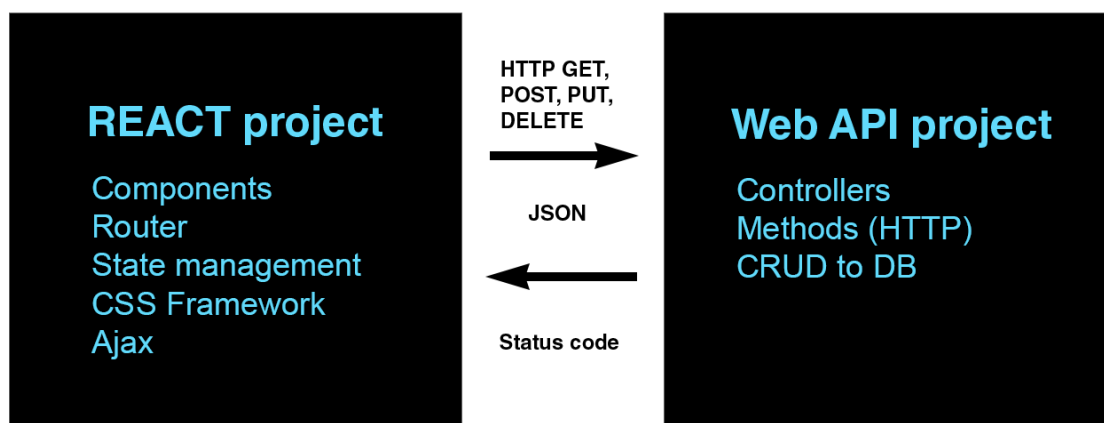 REACT project
Components
Router
State management
CSS Framework
Ajax
HTTP GET,
POST, PUT,
DELETE
JSON
Status code
Web API project
Controllers
Methods (HTTP)
CRUD to DB